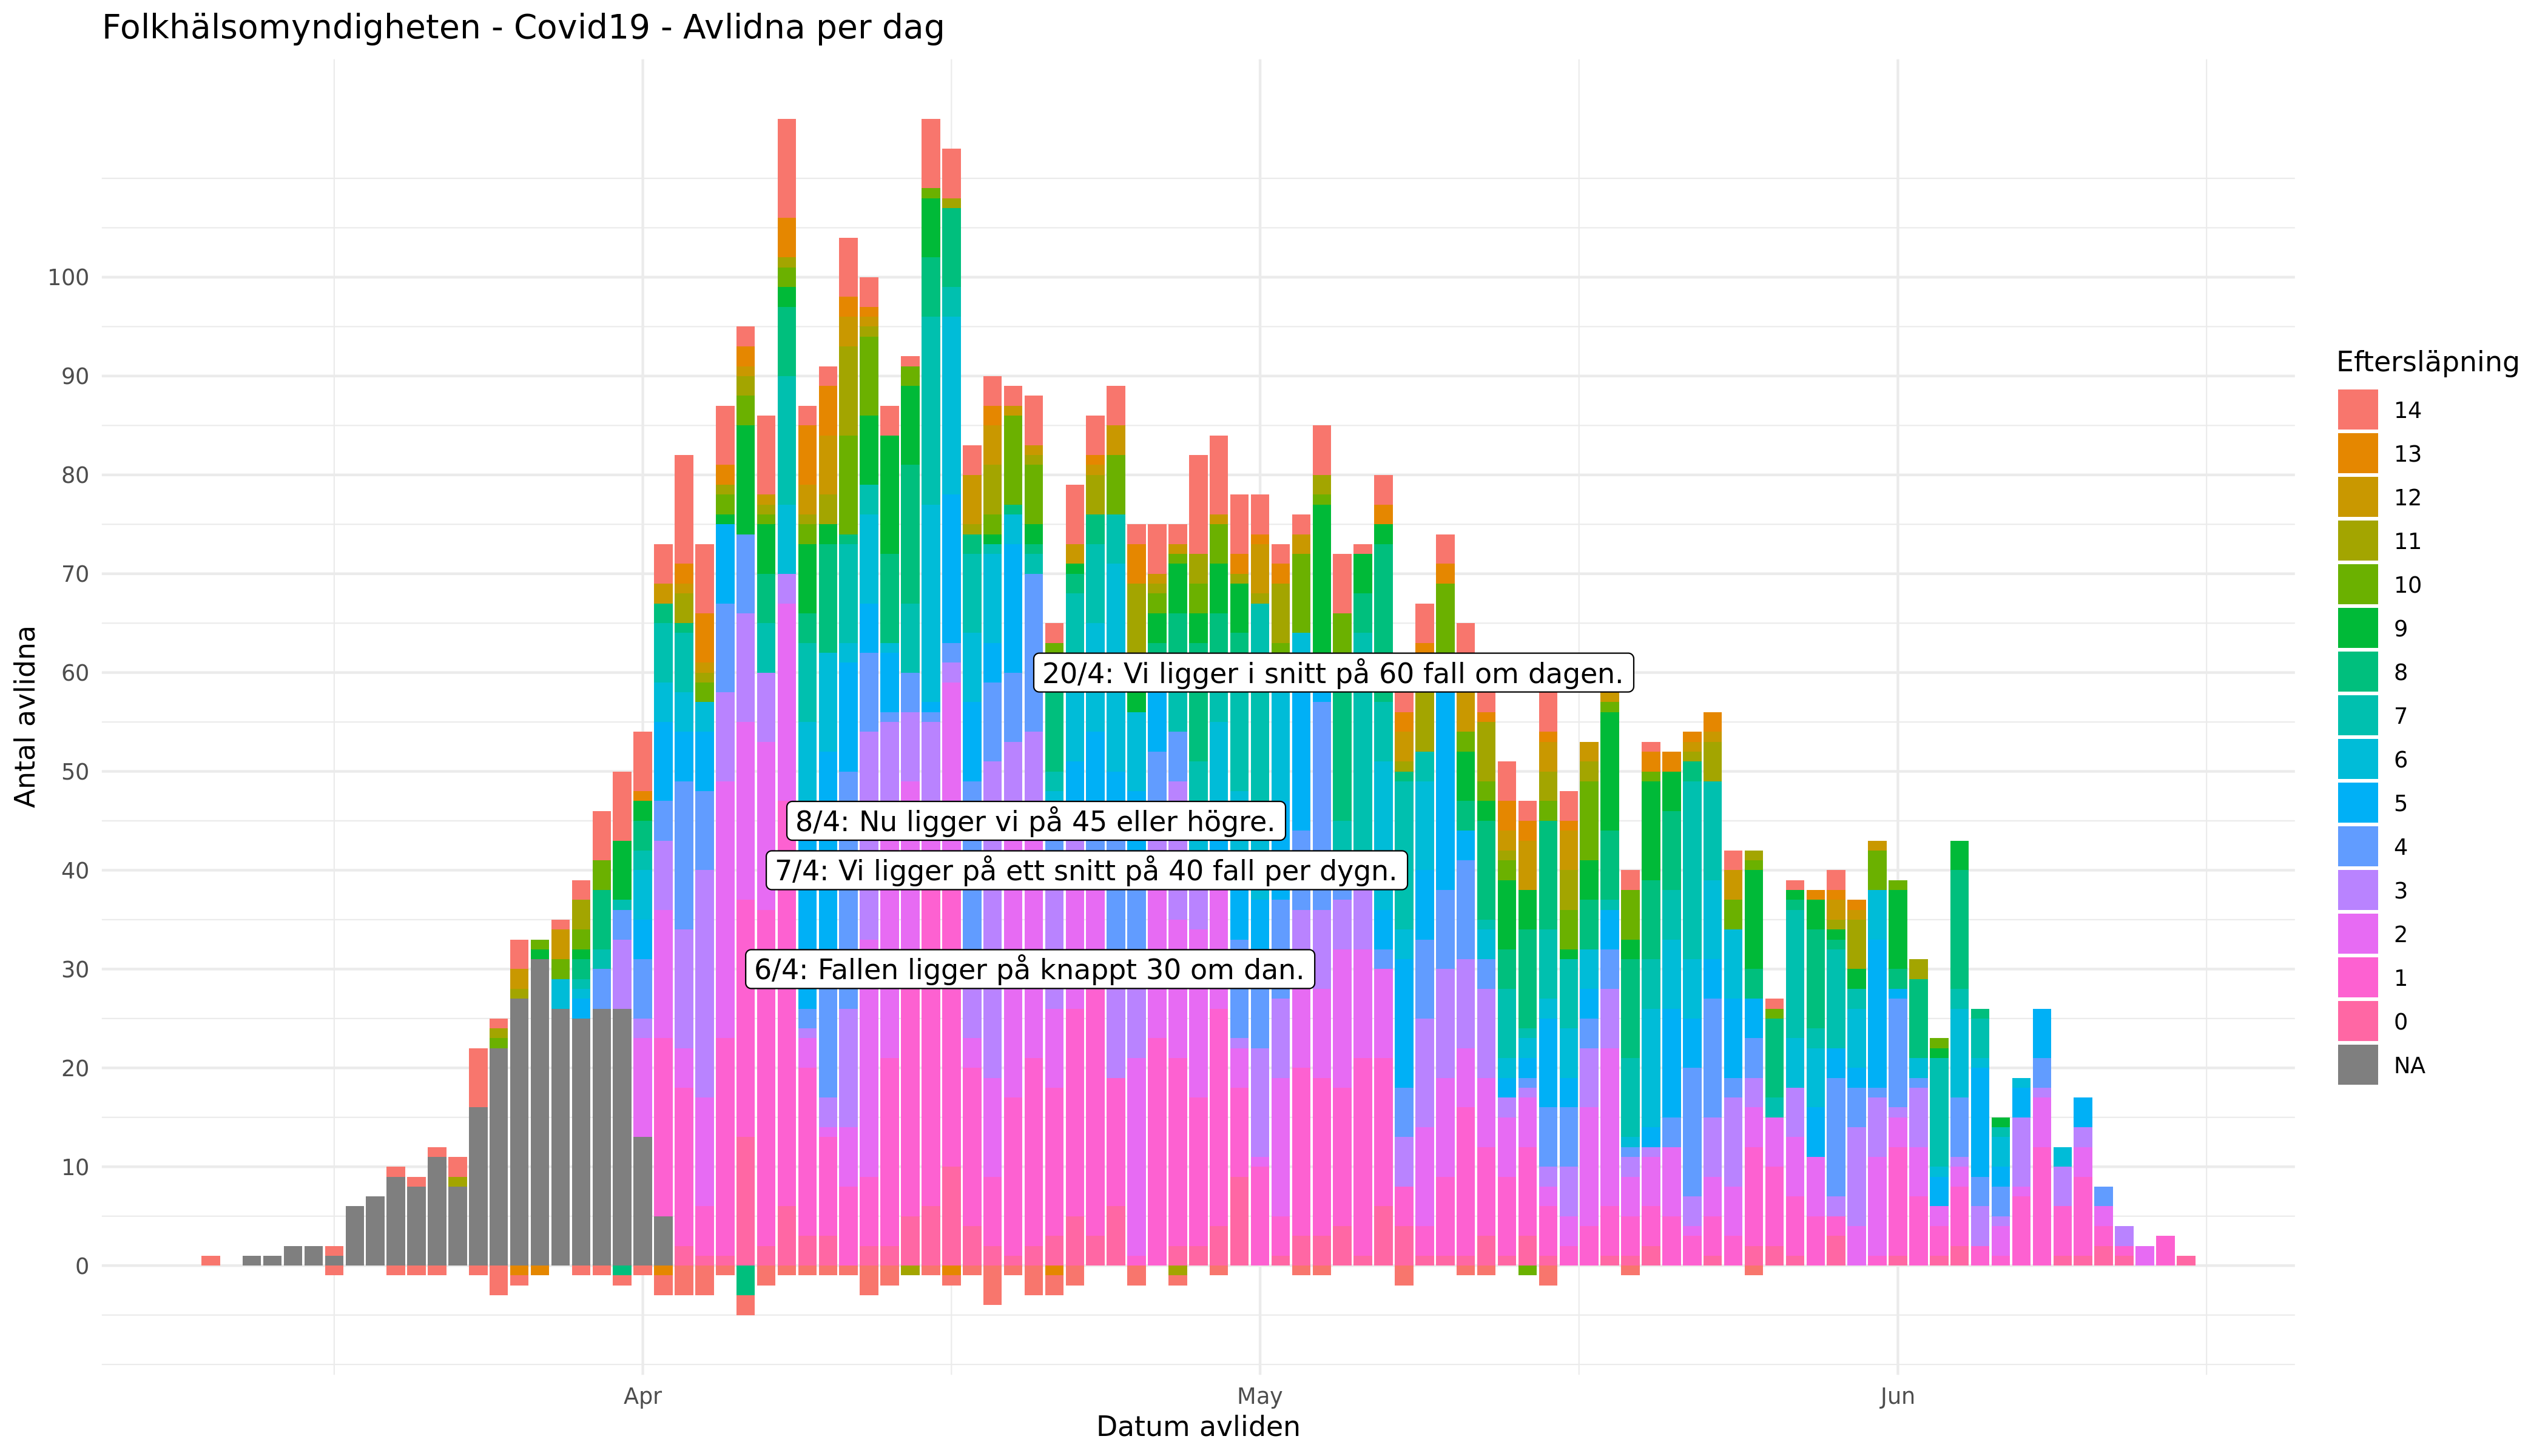 Folkhälsomyndigheten - Covid19 - Avlidna per dag
Antal avlidna
100
90
80
70
60
50
40
30
20
10
0
20/4: Vi ligger i snitt på 60 fall om dagen.
8/4: Nu ligger vi på 45 eller högre.
7/4: Vi ligger på ett snitt på 40 fall per dygn.
6/4: Fallen ligger på knappt 30 om dan.
Apr
May
Jun
Datum avliden
Eftersläpning
14
13
12
11
10
9
8
7
6
5
4
3
2
1
0
NA